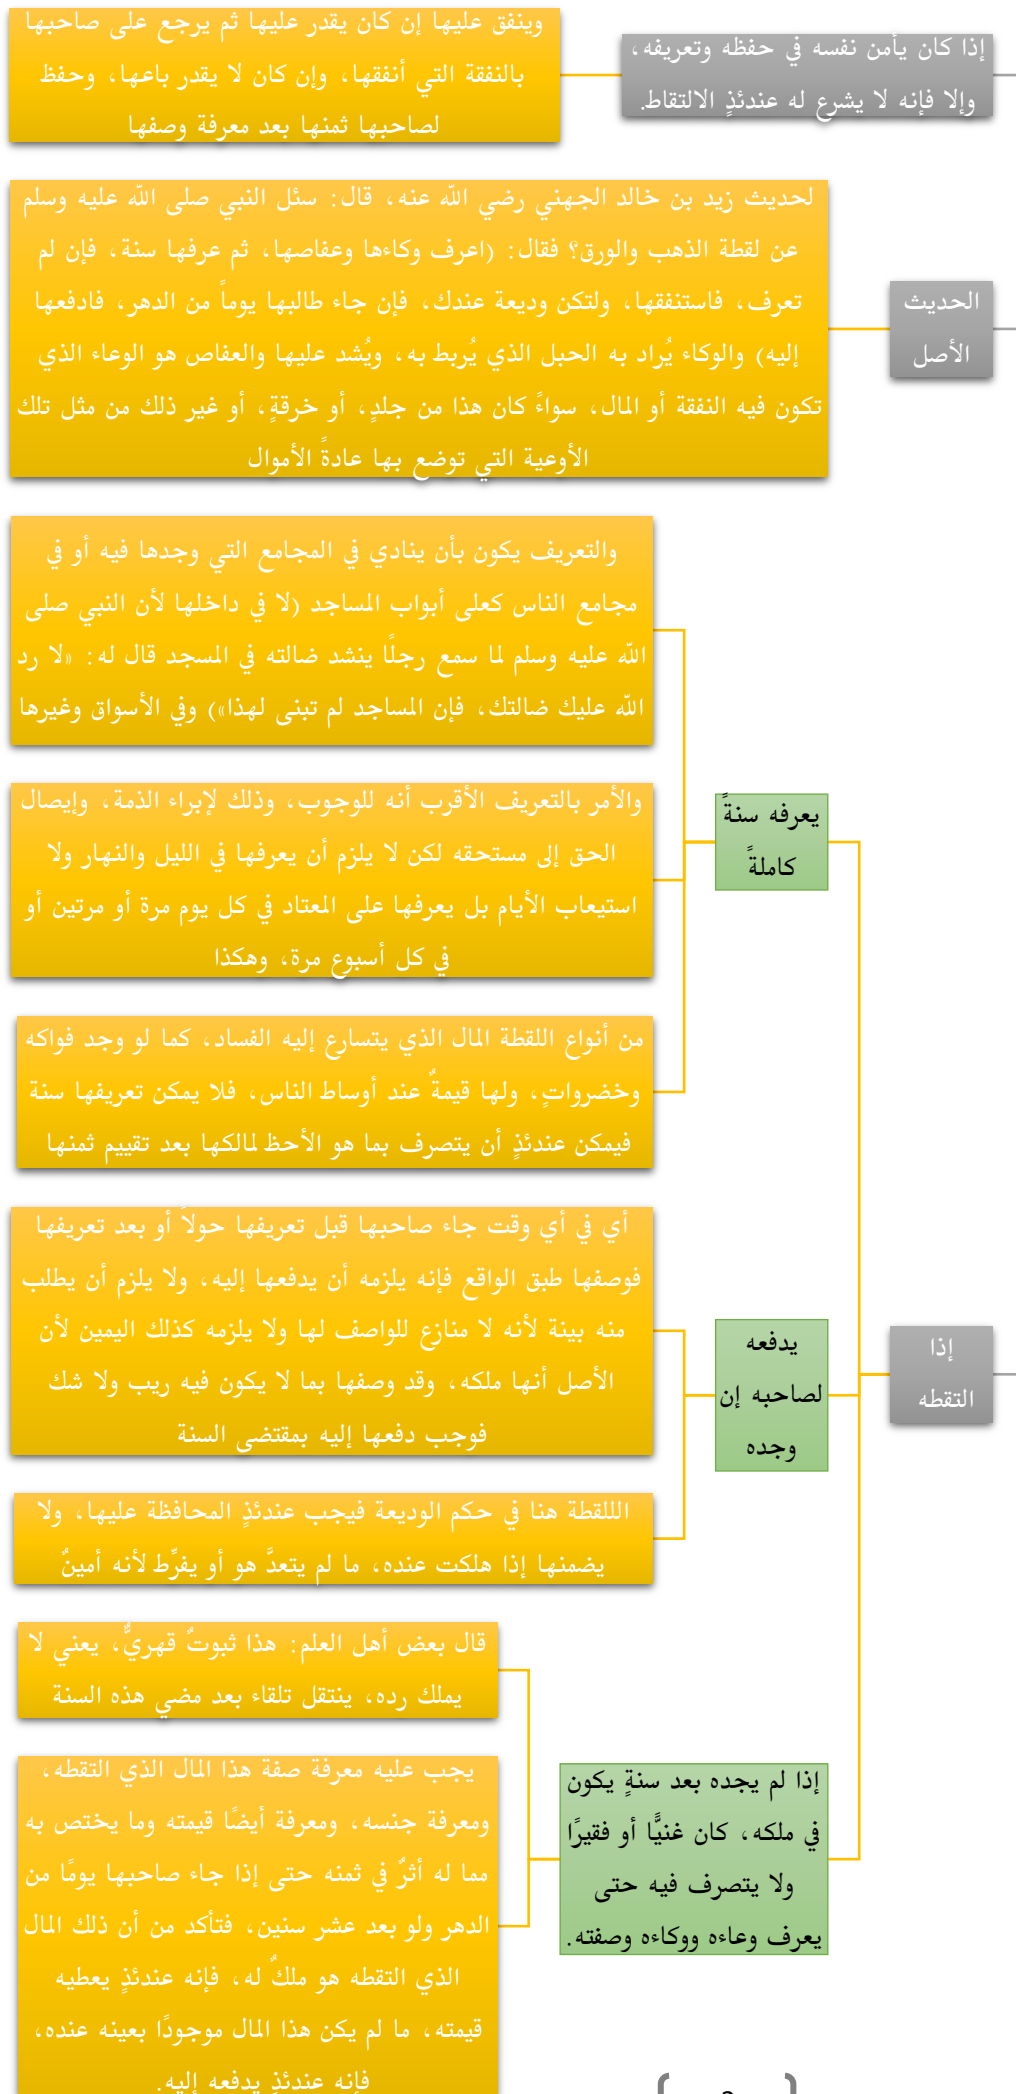 إذا كان يأمن نفسه في حفظه وتعريفه،
وإلا فإنه لا يشرع له عندئذٍ الالتقاط.
وينفق عليها إن كان يقدر عليها ثم يرجع على صاحبها
بالنفقة التي أنفقها، وإن كان لا يقدر باعها، وحفظ
لصاحبها ثمنها بعد معرفة وصفها
الحديث
الأصل
لحديث زيد بن خالد الجهني رضي الله عنه، قال: سئل النبي صلى الله عليه وسلم
عن لقطة الذهب والورق؟ فقال: (اعرف وكاءها وعفاصها، ثم عرفها سنة، فإن لم
تعرف، فاستنفقها، ولتكن وديعة عندك، فإن جاء طالبها يوماً من الدهر، فادفعها
إليه) والوكاء يُراد به الحبل الذي يُربط به، ويُشد عليها والعفاص هو الوعاء الذي
تكون فيه النفقة أو المال، سواءً كان هذا من جلدٍ، أو خرقةٍ، أو غير ذلك من مثل تلك
الأوعية التي توضع بها عادةً الأموال
إذا
التقطه
يعرفه سنةً
كاملةً
والتعريف يكون بأن ينادي في المجامع التي وجدها فيه أو في
مجامع الناس كعلى أبواب المساجد (لا في داخلها لأن النبي صلى
الله عليه وسلم لما سمع رجلًا ينشد ضالته في المسجد قال له: «لا رد
الله عليك ضالتك، فإن المساجد لم تبنى لهذا») وفي الأسواق وغيرها
والأمر بالتعريف الأقرب أنه للوجوب، وذلك لإبراء الذمة، وإيصال
الحق إلى مستحقه لكن لا يلزم أن يعرفها في الليل والنهار ولا
استيعاب الأيام بل يعرفها على المعتاد في كل يوم مرة أو مرتين أو
في كل أسبوع مرة، وهكذا
من أنواع اللقطة المال الذي يتسارع إليه الفساد، كما لو وجد فواكه
وخضرواتٍ، ولها قيمةٌ عند أوساط الناس، فلا يمكن تعريفها سنة
فيمكن عندئذٍ أن يتصرف بما هو الأحظ لمالكها بعد تقييم ثمنها
يدفعه
لصاحبه إن
وجده
أي في أي وقت جاء صاحبها قبل تعريفها حولاً أو بعد تعريفها
فوصفها طبق الواقع فإنه يلزمه أن يدفعها إليه، ولا يلزم أن يطلب
منه بينة لأنه لا منازع للواصف لها ولا يلزمه كذلك اليمين لأن
الأصل أنها ملكه، وقد وصفها بما لا يكون فيه ريب ولا شك
فوجب دفعها إليه بمقتضى السنة
الللقطة هنا في حكم الوديعة فيجب عندئذٍ المحافظة عليها، ولا
يضمنها إذا هلكت عنده، ما لم يتعدَّ هو أو يفرِّط لأنه أمينٌ
إذا لم يجده بعد سنةٍ يكون
في ملكه، كان غنيًّا أو فقيرًا
ولا يتصرف فيه حتى
يعرف وعاءه ووكاءه وصفته.
قال بعض أهل العلم: هذا ثبوتٌ قهريٌّ، يعني لا
يملك رده، ينتقل تلقاء بعد مضي هذه السنة
يجب عليه معرفة صفة هذا المال الذي التقطه،
ومعرفة جنسه، ومعرفة أيضًا قيمته وما يختص به
مما له أثرٌ في ثمنه حتى إذا جاء صاحبها يومًا من
الدهر ولو بعد عشر سنين، فتأكد من أن ذلك المال
الذي التقطه هو ملكٌ له، فإنه عندئذٍ يعطيه
قيمته، ما لم يكن هذا المال موجودًا بعينه عنده،
فإنه عندئذٍ يدفعه إليه.